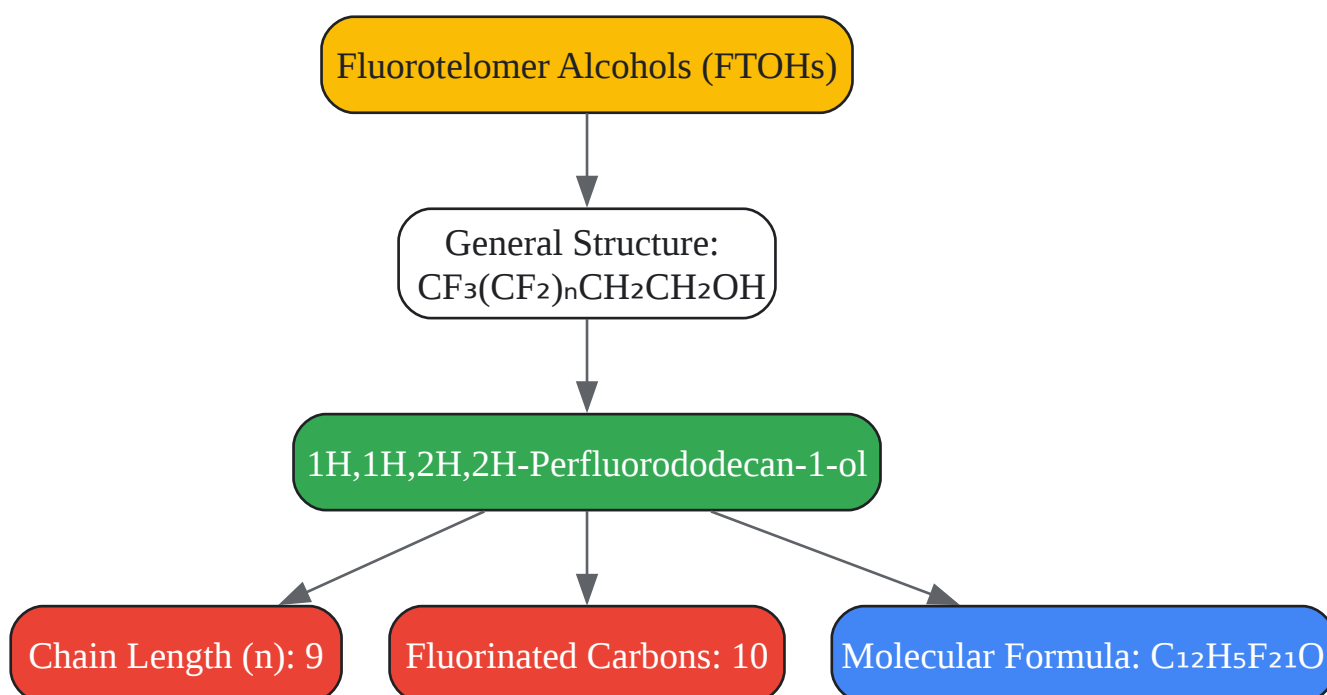 Fluorotelomer Alcohols (FTOHs)
General Structure:
CF₃(CF₂)ₙCH₂CH₂OH
1H,1H,2H,2H-Perfluorododecan-1-ol
Chain Length (n): 9
Fluorinated Carbons: 10
Molecular Formula: C₁₂H₅F₂₁O